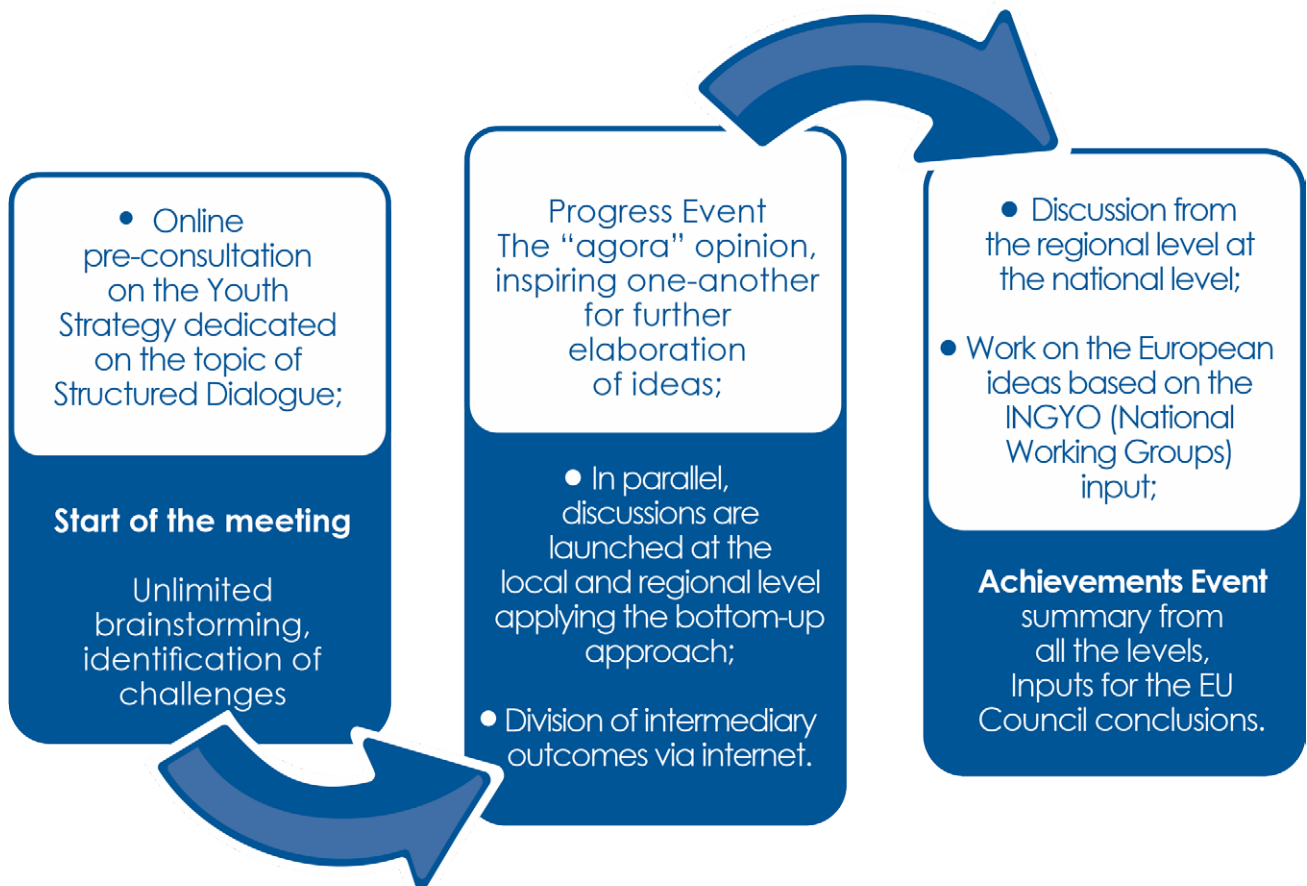 • Online
pre-consultation
on the Youth
Strategy dedicated
on the topic of
Structured Dialogue;
Start of the meeting
Unlimited
brainstorming,
identification of
challenges
Progress Event
The “agora” opinion,
inspiring one-another
for further
elaboration
of ideas;
• In parallel,
discussions are
launched at the
local and regional level
applying the bottom-up
approach;
• Division of intermediary
outcomes via internet.
• Discussion from
the regional level at
the national level;
• Work on the European
ideas based on the
INGYO (National
Working Groups)
input;
Achievements Event
summary from
all the levels,
Inputs for the EU
Council conclusions.